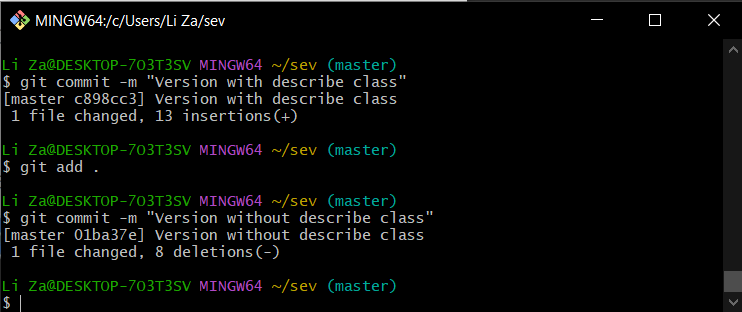 MINGW64:/c/Users/Li Za/sev
Li Za@DESKTOP-7O3T3SV MINGW64 ~/sev (master)
$ git commit -m "Version with describe class"
[master c898cc3] Version with describe class
 1 file changed, 13 insertions(+)
Li Za@DESKTOP-7O3T3SV MINGW64 ~/sev (master)
$ git add .
Li Za@DESKTOP-7O3T3SV MINGW64 ~/sev (master)
$ git commit -m "Version without describe class"
[master 01ba37e] Version without describe class
 1 file changed, 8 deletions(-)
Li Za@DESKTOP-7O3T3SV MINGW64 ~/sev (master)
$